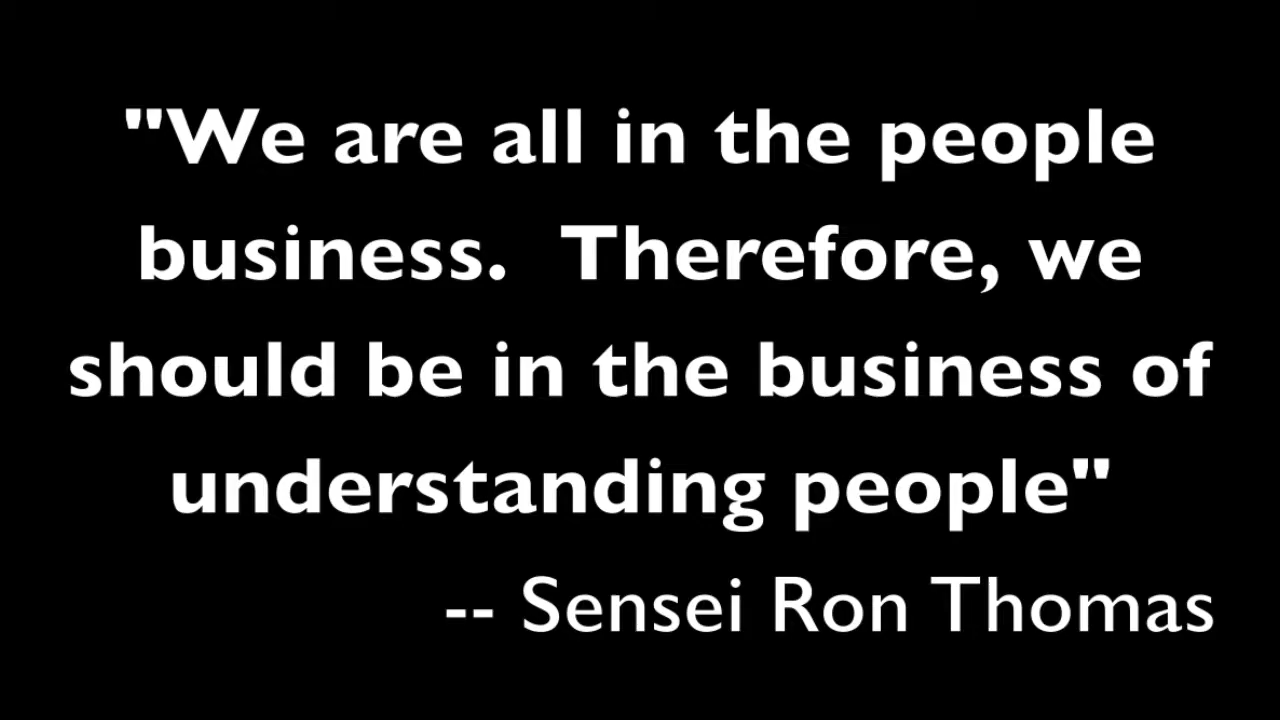 "We are all in the people
business.  Therefore, we
should be in the business of
understanding people"
-- Sensei Ron Thomas